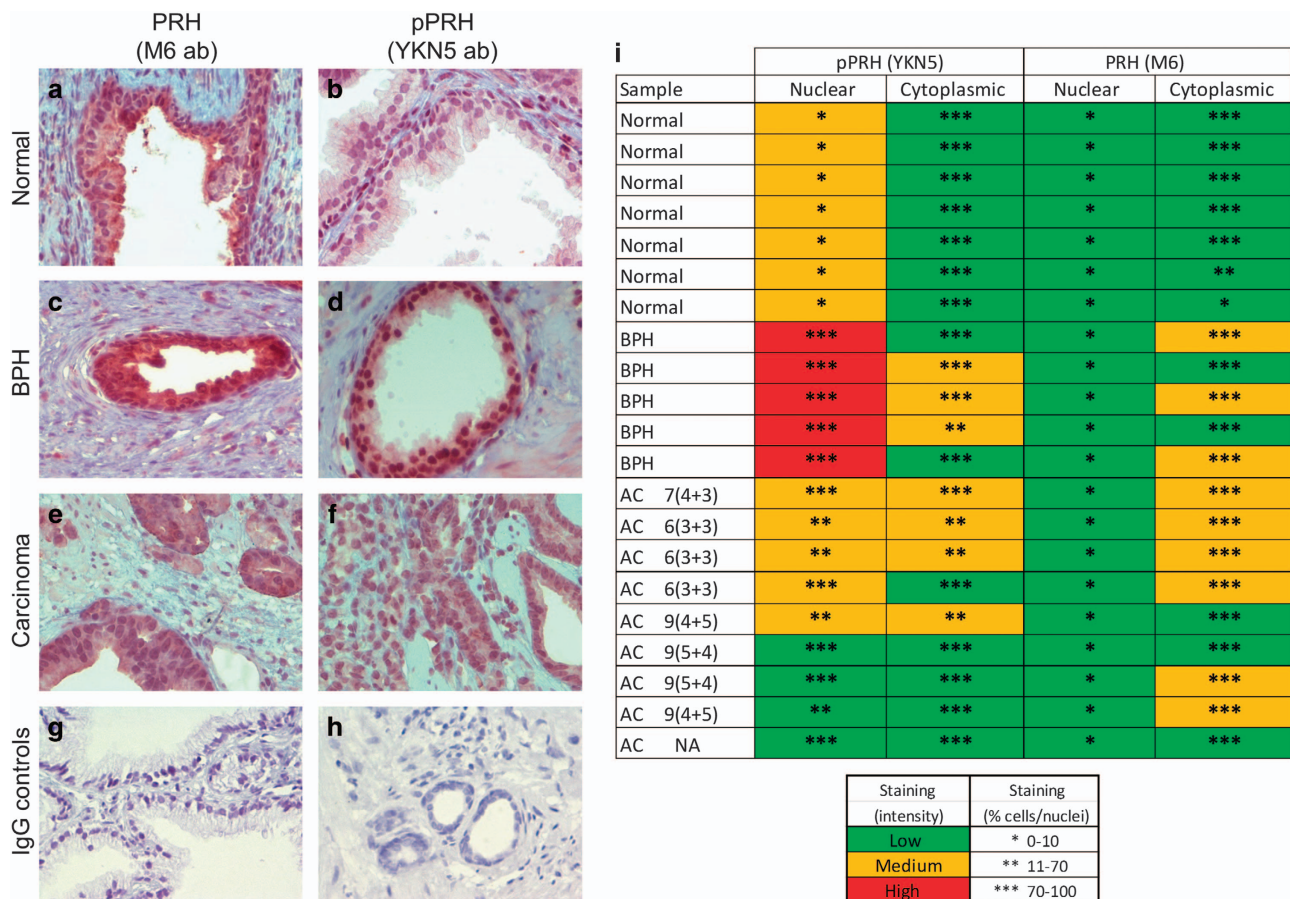 PRH
(M6 ab)
pPRH
(YKN5 ab)
Normal
a
b
BPH
c
d
Carcinoma
e
f
IgG controls
g
h
i
pPRH (YKN5) PRH (M6)
Sample Nuclear Cytoplasmic Nuclear Cytoplasmic
Normal * *** * ***
Normal * *** * ***
Normal * *** * ***
Normal * *** * ***
Normal * *** * ***
Normal * *** * **
Normal * *** * *
BPH *** *** * ***
BPH *** *** * ***
BPH *** *** * ***
BPH *** ** * ***
BPH *** *** * ***
AC 7(4+3) *** *** * ***
AC 6(3+3) ** ** * ***
AC 6(3+3) ** ** * ***
AC 6(3+3) *** *** * ***
AC 9(4+5) ** ** * ***
AC 9(5+4) *** *** * ***
AC 9(5+4) *** *** * ***
AC 9(4+5) ** *** * ***
AC NA *** *** * ***
Staining Staining
(intensity) (% cells/nuclei)
Low * 0-10
Medium ** 11-70
High *** 70-100